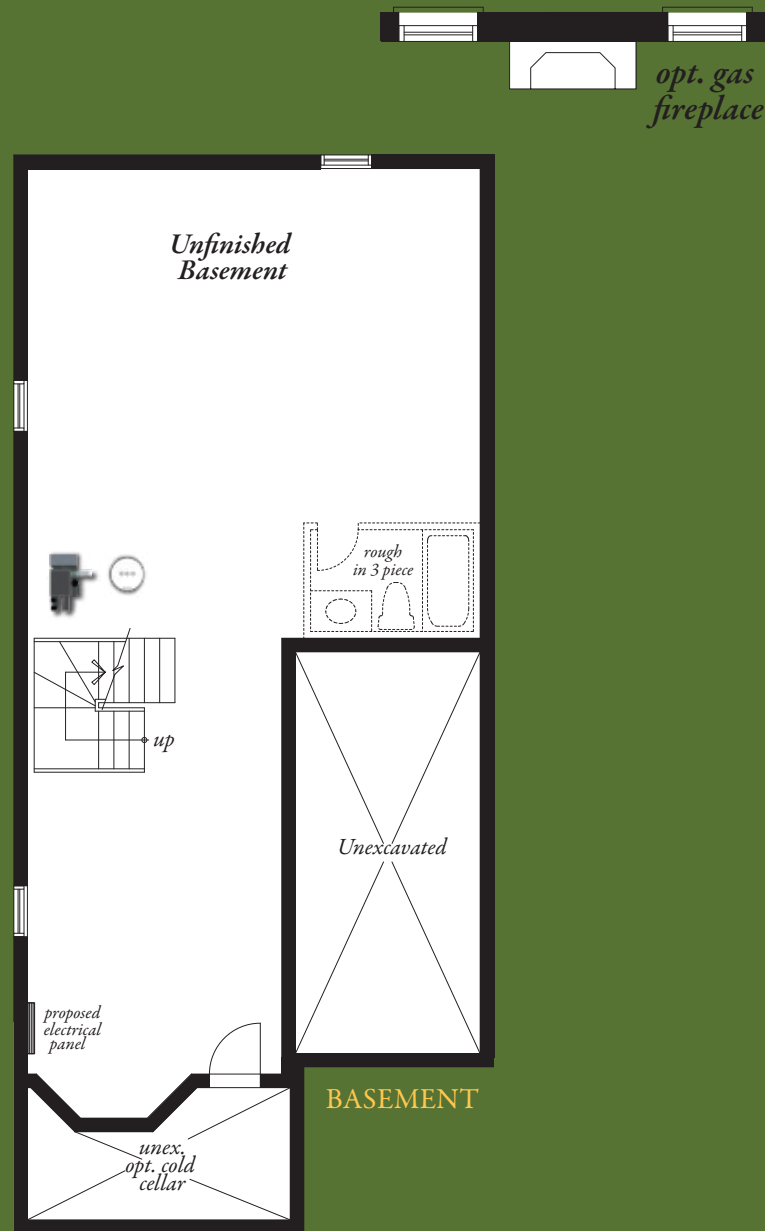 opt. gas
fireplace
Unfinished
Basement
rough
in 3 piece
up
Unexcavated
proposed
electrical
panel
BASEMENT
unex.
opt. cold
cellar